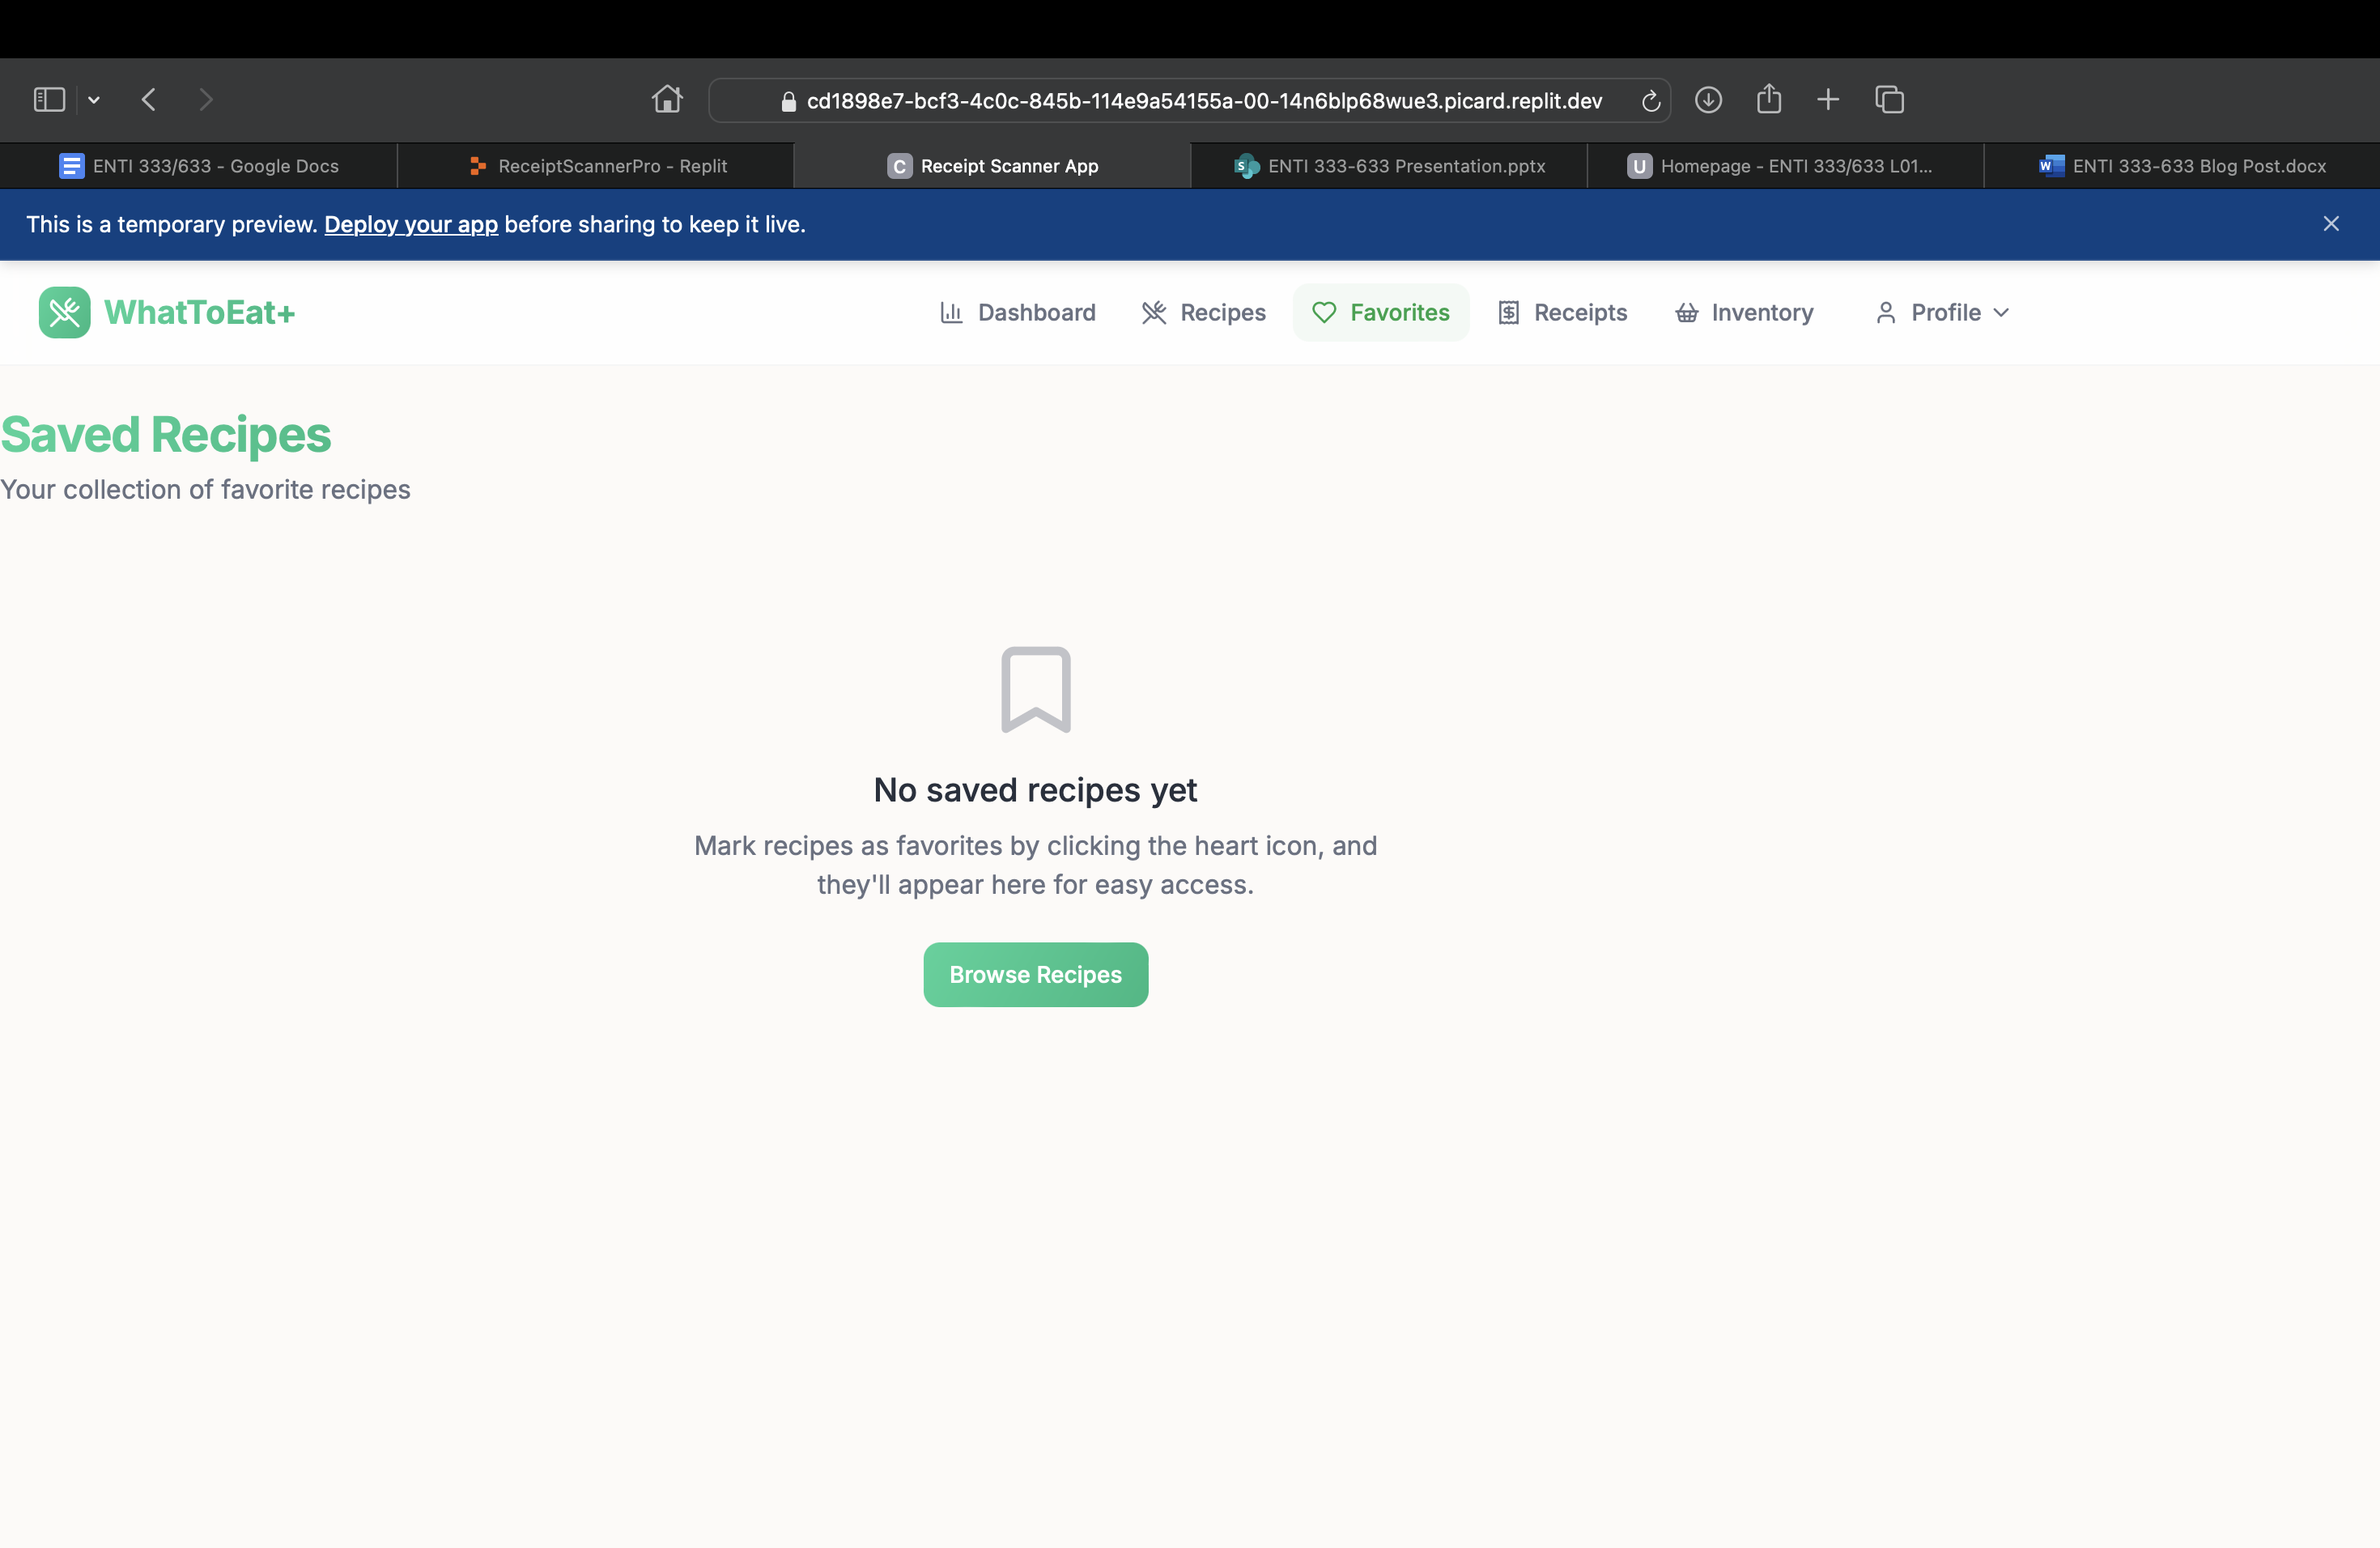 cd1898e7-bcf3-4c0c-845b-114e9a54155a-00-14n6blp68wue3.picard.replit.dev
ENTI 333/633 - Google Docs
ReceiptScannerPro - Replit
C Receipt Scanner App
S ENTI 333-633 Presentation.pptx
U Homepage - ENTI 333/633 L01...
W ENTI 333-633 Blog Post.docx
This is a temporary preview. Deploy your app before sharing to keep it live.
WhatToEat+
Dashboard
Recipes
Favorites
Receipts
Inventory
Profile
Saved Recipes
Your collection of favorite recipes
No saved recipes yet
Mark recipes as favorites by clicking the heart icon, and
they'll appear here for easy access.
Browse Recipes